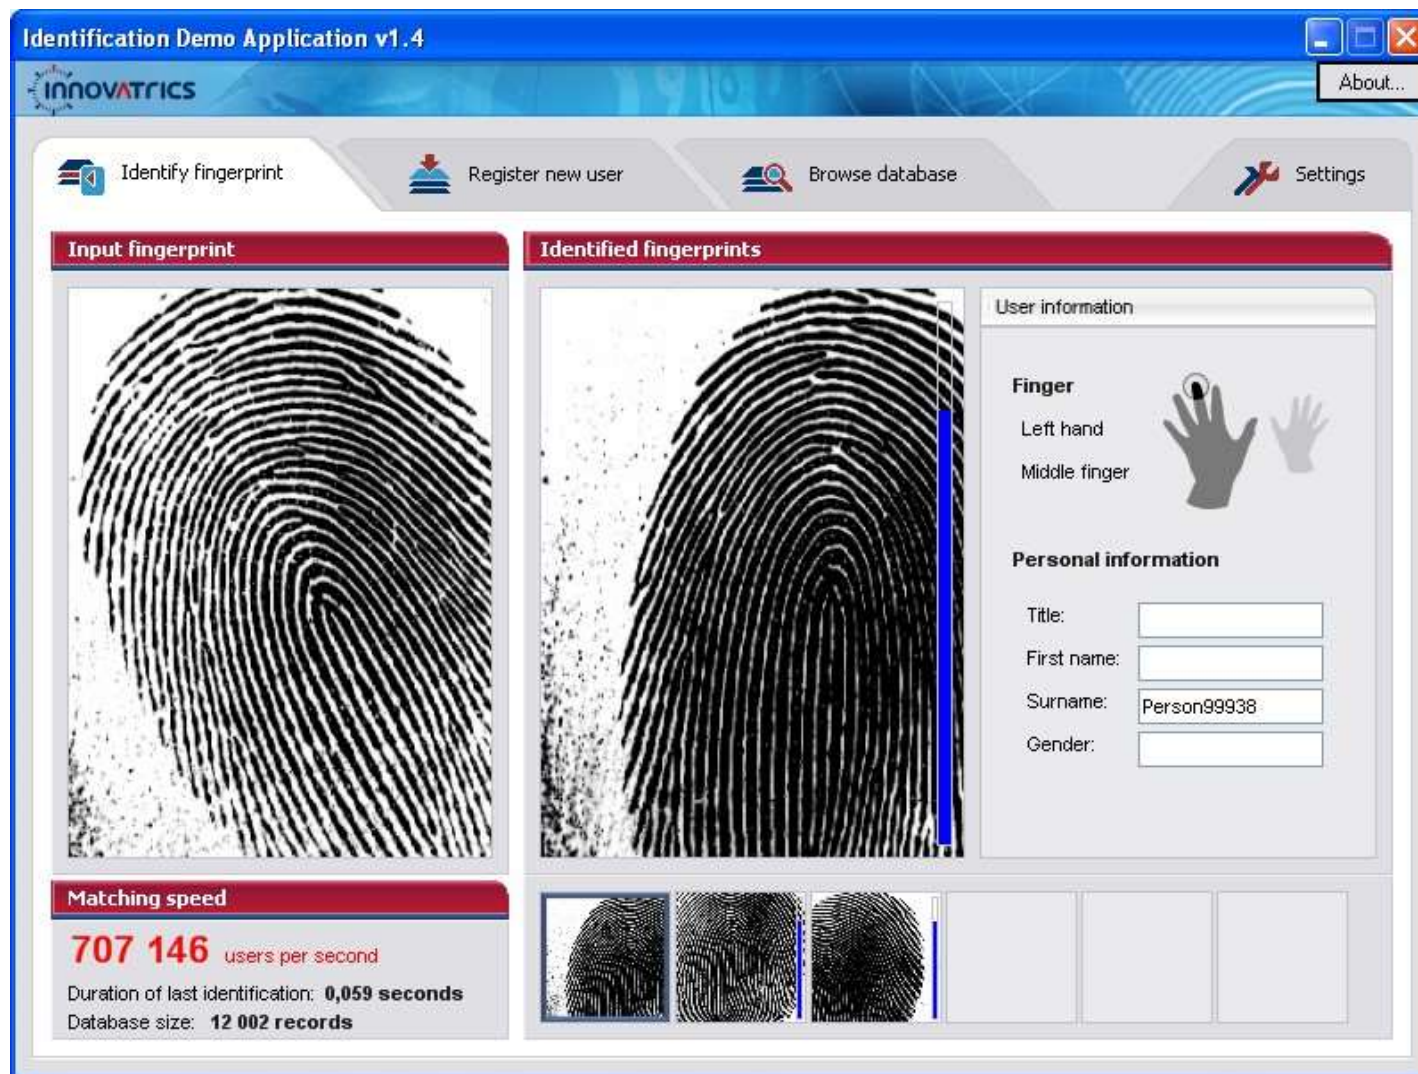 Identification Demo Application v1.4
INNOVATRICS
About...
Identify fingerprint
Register new user
Browse database
Settings
Input fingerprint
Identified fingerprints
User information
Finger
Left hand
Middle finger
Personal information
Title:
First name:
Surname: Person99938
Gender:
Matching speed
707 146 users per second
Duration of last identification: 0,059 seconds
Database size: 12 002 records